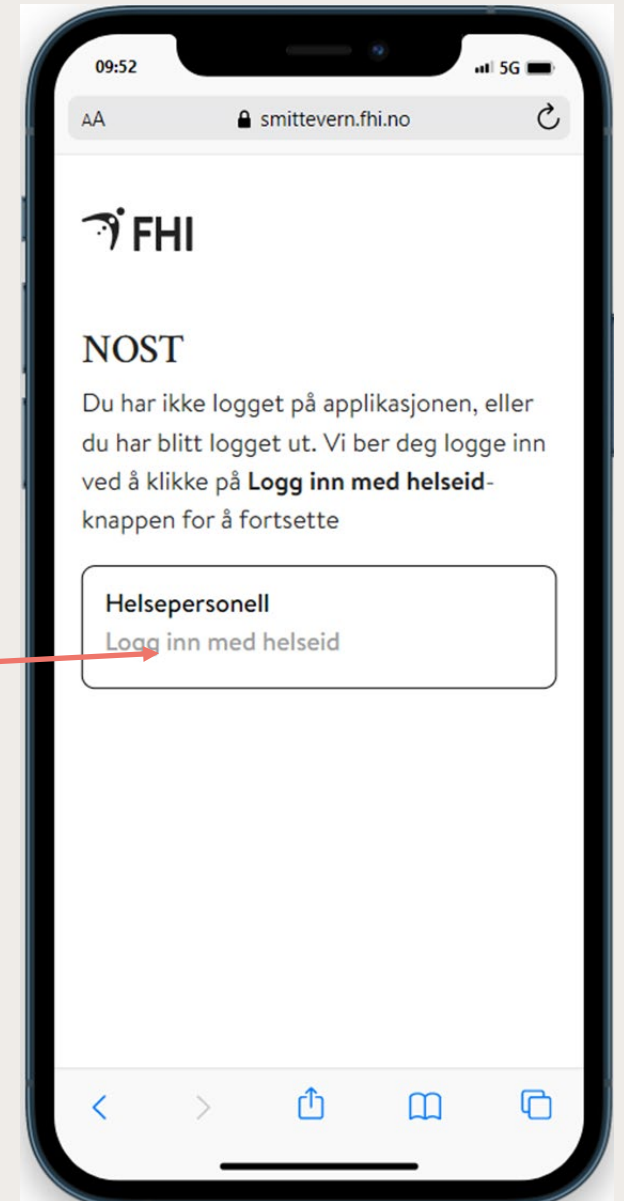 09:52
5G
AA
smittevern.fhi.no
FHI
NOST
Du har ikke logget på applikasjonen, eller
du har blitt logget ut. Vi ber deg logge inn
ved å klikke på Logg inn med helseid-
knappen for å fortsette
Helsepersonell
Logg inn med helseid